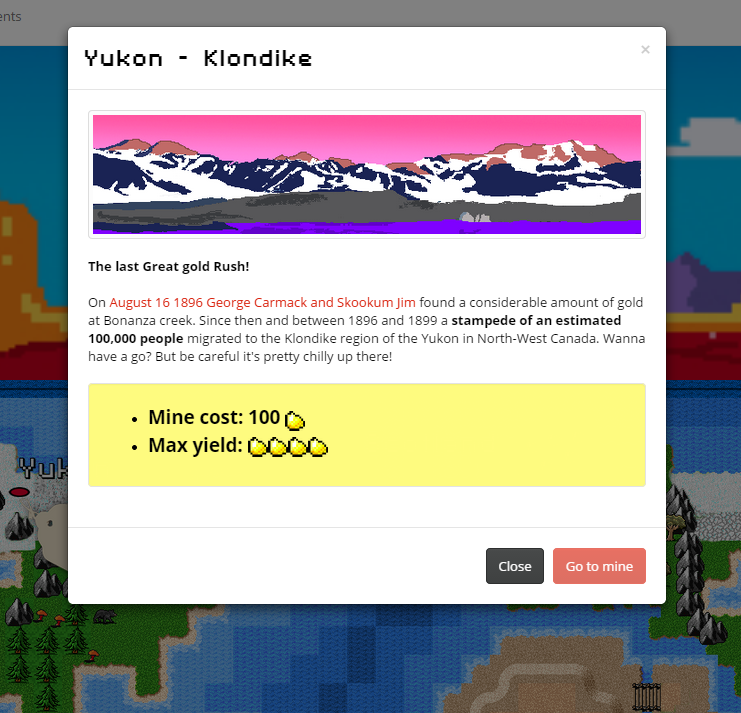 ents
Yukon - Klondike
×
The last Great gold Rush!
On August 16 1896 George Carmack and Skookum Jim found a considerable amount of gold
at Bonanza creek. Since then and between 1896 and 1899 a stampede of an estimated
100,000 people migrated to the Klondike region of the Yukon in North-West Canada. Wanna
have a go? But be careful it's pretty chilly up there!
• Mine cost: 100
• Max yield:
Yuk
Close Go to mine